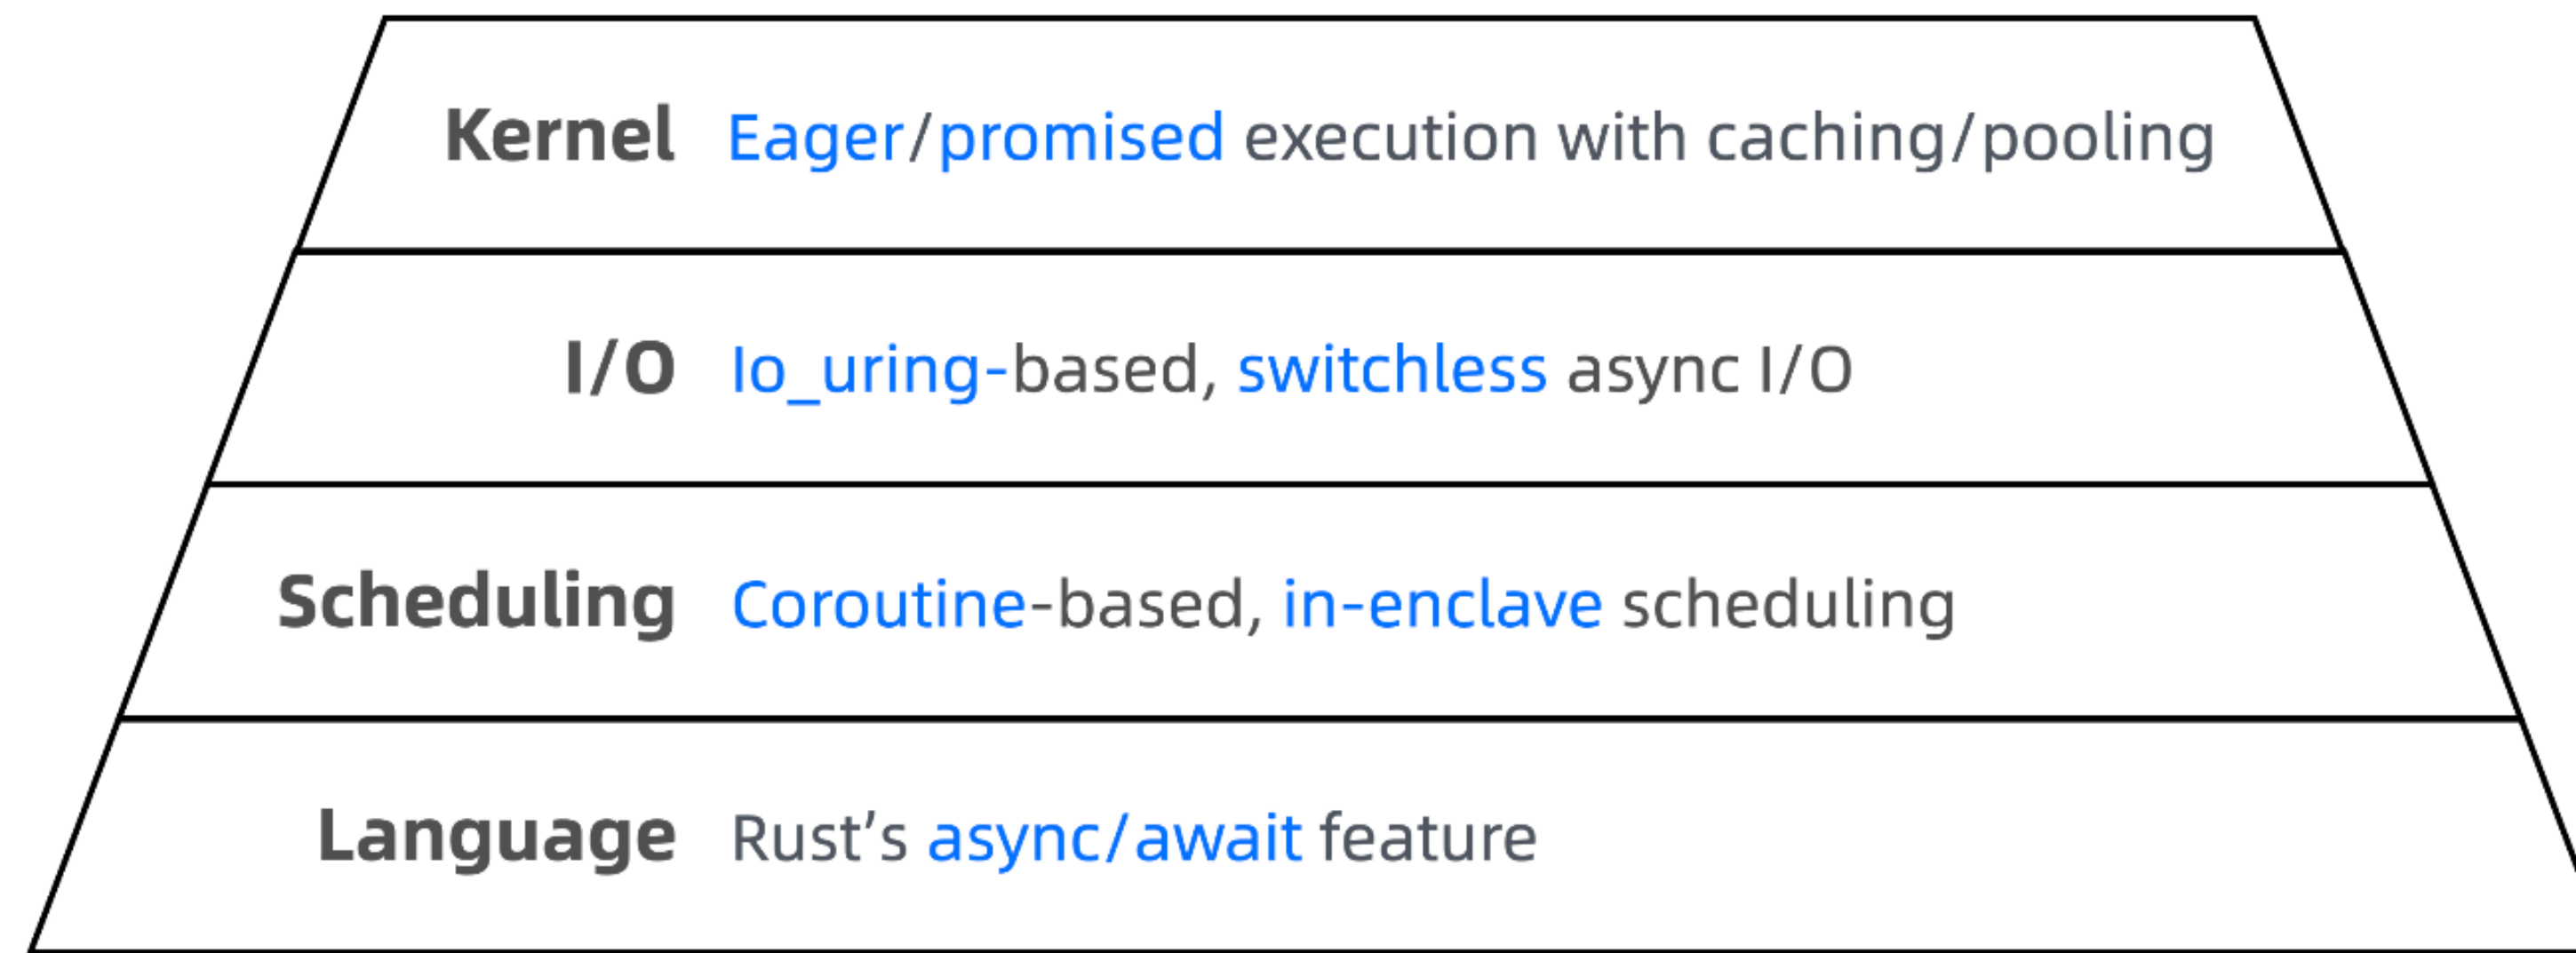 Kernel Eager/promised execution with caching/pooling
I/O Io_uring-based, switchless async I/O
Scheduling Coroutine-based, in-enclave scheduling
Language Rust’s async/await feature